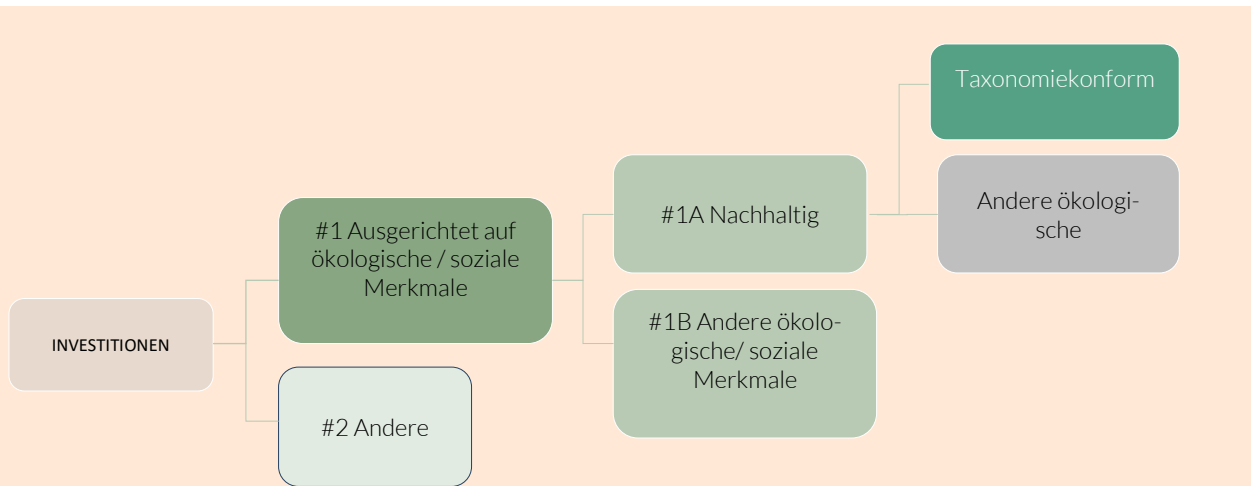 Taxonomiekonform
Andere ökologi-
sche
#1A Nachhaltig
#1 Ausgerichtet auf
ökologische / soziale
Merkmale
#1B Andere ökolo-
gische/ soziale
Merkmale
INVESTITIONEN
#2 Andere